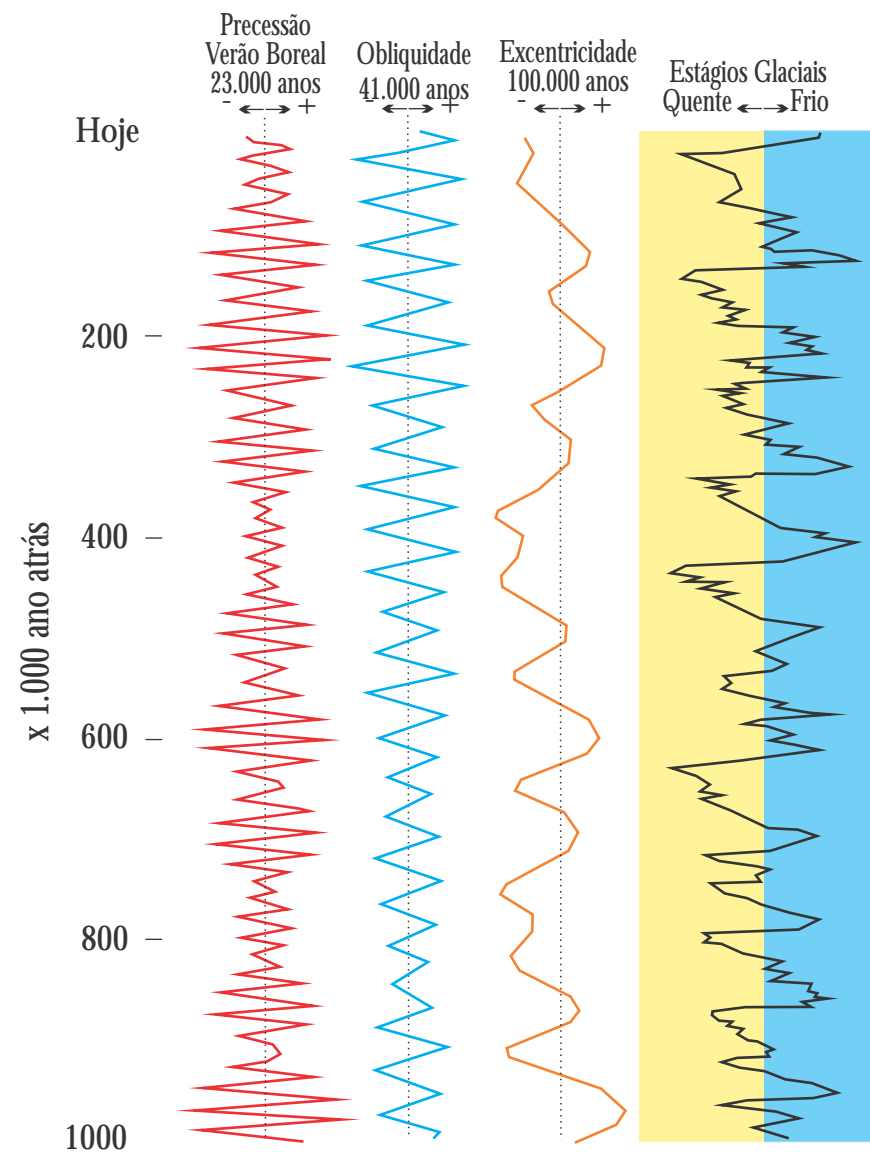 Precessão
Verão Boreal
23.000 anos
- +
Obliquidade
41.000 anos
- +
Excentricidade
100.000 anos
- +
Estágios Glaciais
Quente Frio
Hoje
200
400
600
800
1000
x 1.000 ano atrás